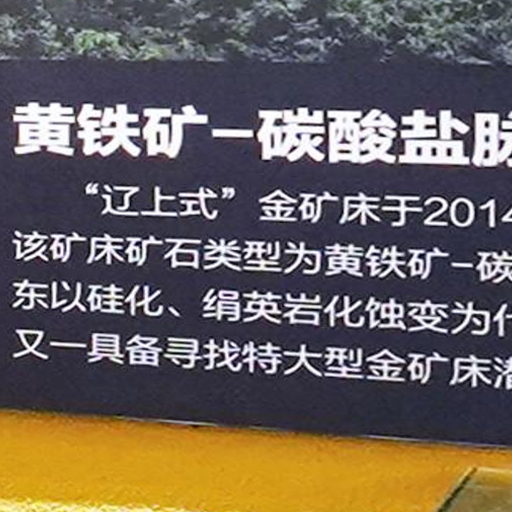 黄铁矿-碳酸盐脉
“辽上式”金矿床于2014
该矿床矿石类型为黄铁矿-碳
东以硅化、绢英岩化蚀变为
又一具备寻找特大型金矿床